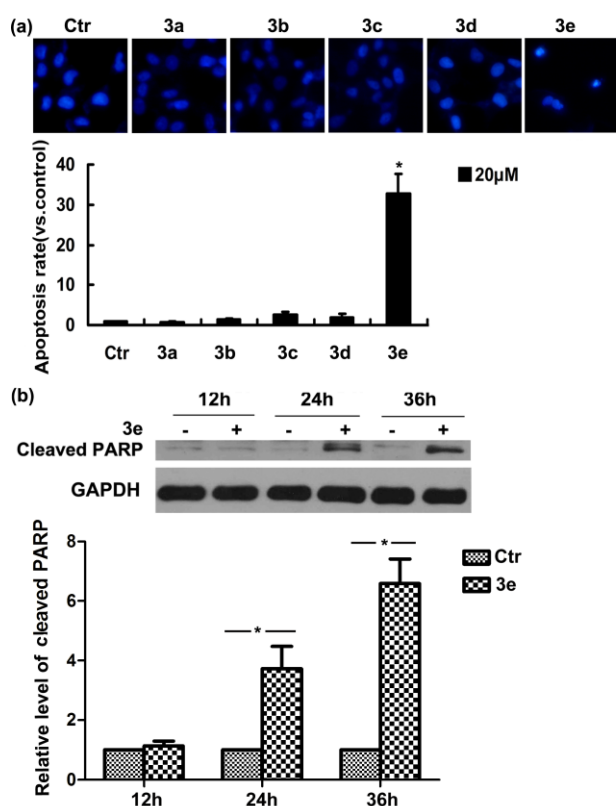 (a) Ctr 3a 3b 3c 3d 3e
Apoptosis rate(vs.control)
40
30
20
10
0
*
20μM
Ctr 3a 3b 3c 3d 3e
(b) 12h 24h 36h
3e - + - + - +
Cleaved PARP
GAPDH
Relative level of cleaved PARP
8
6
4
2
0
*
*
Ctr
3e
12h 24h 36h